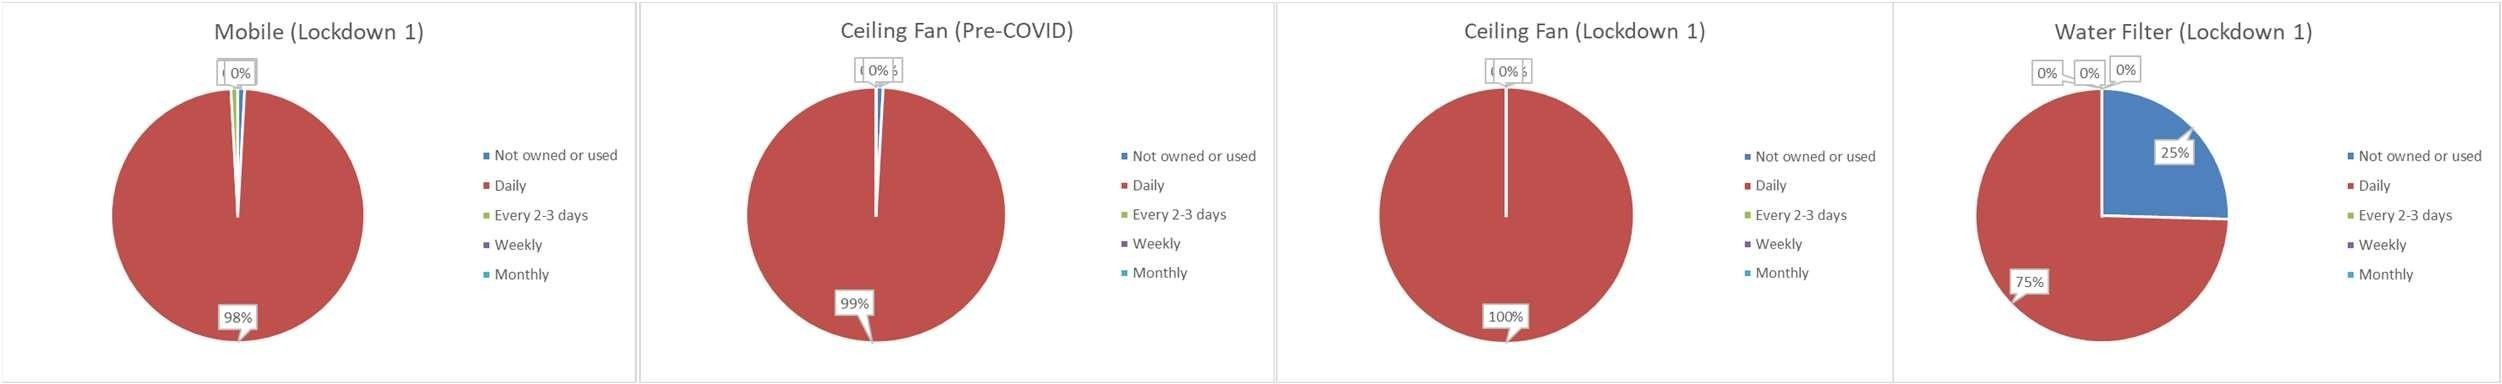 Mobile (Lockdown 1)
0%
98%
Not owned or used
Daily
Every 2-3 days
Weekly
Monthly
Ceiling Fan (Pre-COVID)
0%
99%
Not owned or used
Daily
Every 2-3 days
Weekly
Monthly
Ceiling Fan (Lockdown 1)
0%
100%
Not owned or used
Daily
Every 2-3 days
Weekly
Monthly
Water Filter (Lockdown 1)
0% 0% 0%
25%
75%
Not owned or used
Daily
Every 2-3 days
Weekly
Monthly